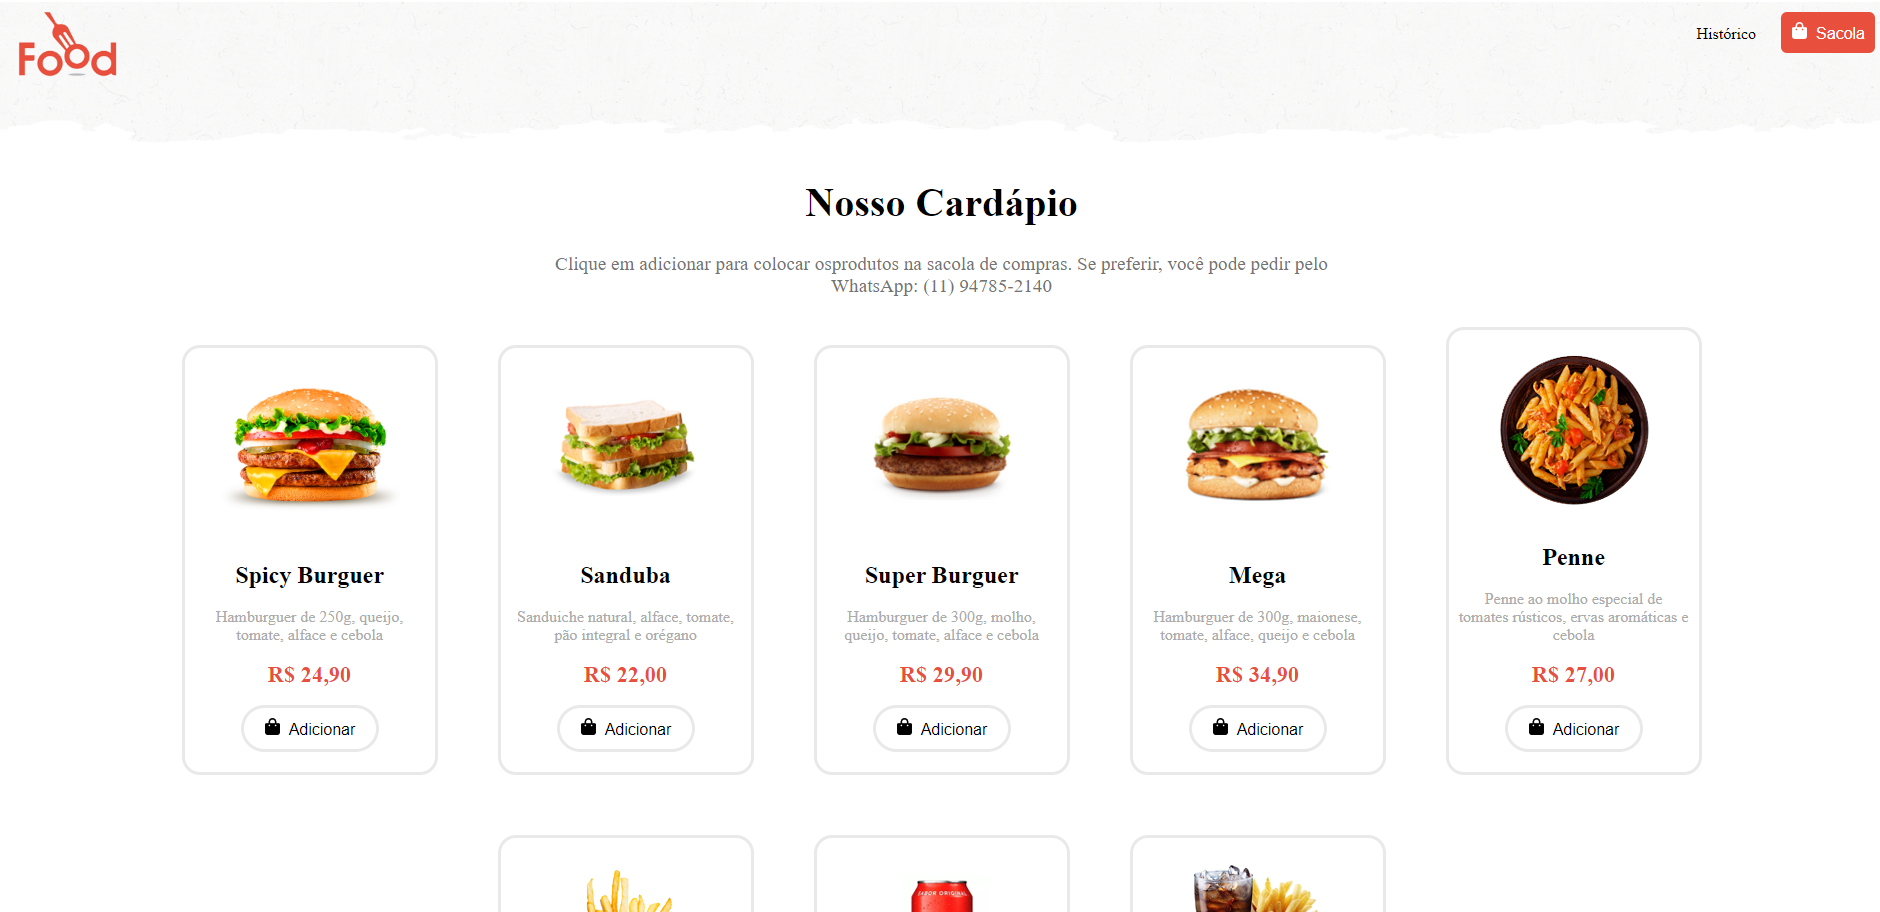 Food
Histórico
Sacola
Nosso Cardápio
Clique em adicionar para colocar osprodutos na sacola de compras. Se preferir, você pode pedir pelo
WhatsApp: (11) 94785-2140
Spicy Burguer
Hamburguer de 250g, queijo,
tomate, alface e cebola
R$ 24,90
Adicionar
Sanduba
Sanduiche natural, alface, tomate,
pão integral e orégano
R$ 22,00
Adicionar
Super Burguer
Hamburguer de 300g, molho,
queijo, tomate, alface e cebola
R$ 29,90
Adicionar
Mega
Hamburguer de 300g, maionese,
tomate, alface, queijo e cebola
R$ 34,90
Adicionar
Penne
Penne ao molho especial de
tomates rústicos, ervas aromáticas e
cebola
R$ 27,00
Adicionar
SABOR ORIGINAL